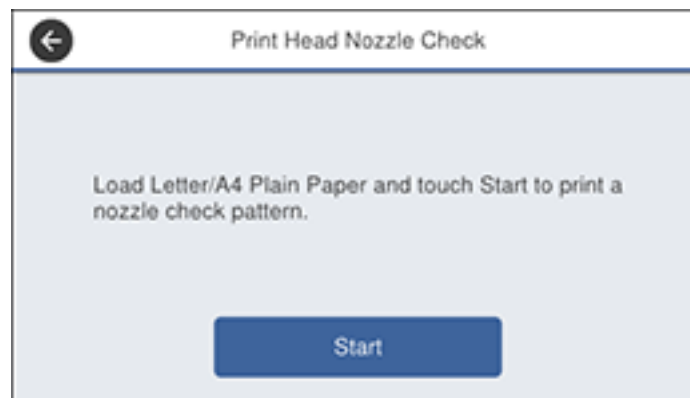 Print Head Nozzle Check
Load Letter/A4 Plain Paper and touch Start to print a
nozzle check pattern.
Start